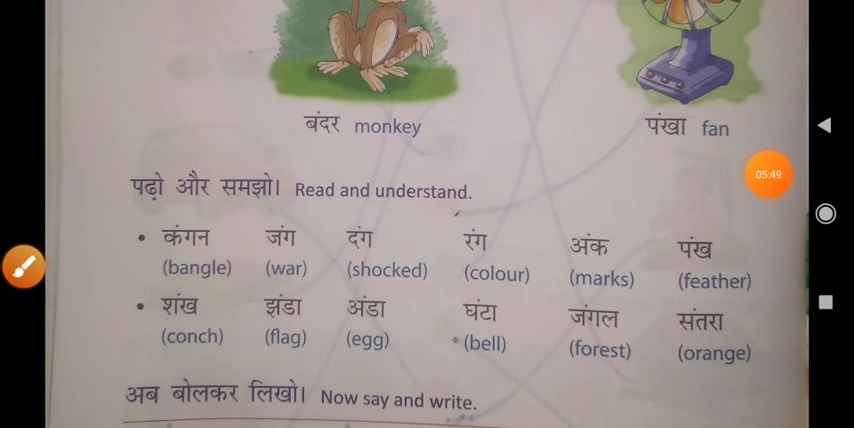 बंदर monkey पंखा fan
05:49
पढ़ो और समझो। Read and understand.
• कंगन जंग दंग रंग अंक पंख
(bangle) (war) (shocked) (colour) (marks) (feather)
• शंख झंडा अंडा घंटा जंगल संतरा
(conch) (flag) (egg) (bell) (forest) (orange)
अब बोलकर लिखो। Now say and write.